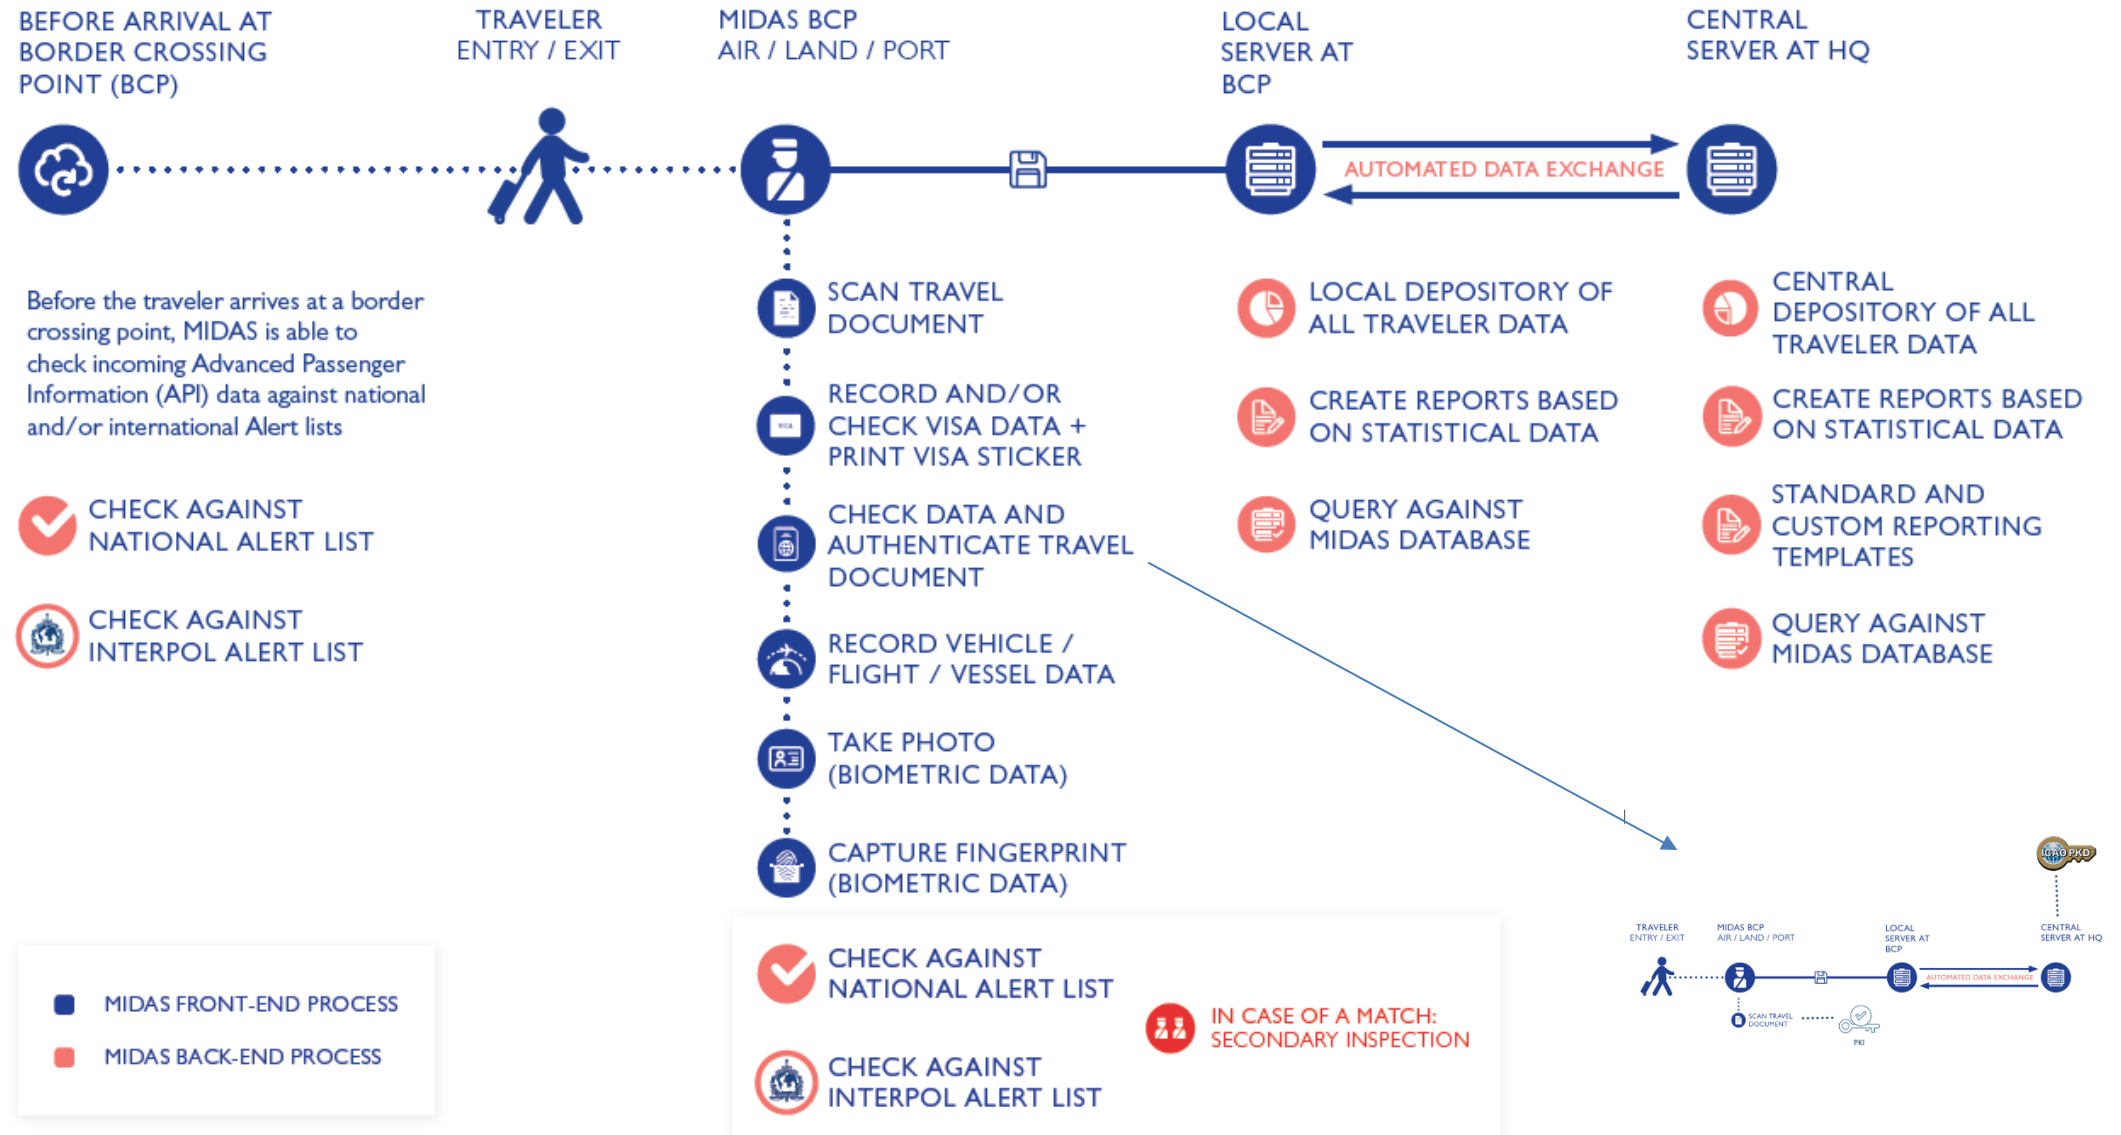 BEFORE ARRIVAL AT
BORDER CROSSING
POINT (BCP)
TRAVELER
ENTRY / EXIT
MIDAS BCP
AIR / LAND / PORT
LOCAL
SERVER AT
BCP
CENTRAL
SERVER AT HQ
AUTOMATED DATA EXCHANGE
Before the traveler arrives at a border
crossing point, MIDAS is able to
check incoming Advanced Passenger
Information (API) data against national
and/or international Alert lists
CHECK AGAINST
NATIONAL ALERT LIST
CHECK AGAINST
INTERPOL ALERT LIST
SCAN TRAVEL
DOCUMENT
VISA
RECORD AND/OR
CHECK VISA DATA +
PRINT VISA STICKER
CHECK DATA AND
AUTHENTICATE TRAVEL
DOCUMENT
RECORD VEHICLE /
FLIGHT / VESSEL DATA
TAKE PHOTO
(BIOMETRIC DATA)
CAPTURE FINGERPRINT
(BIOMETRIC DATA)
CHECK AGAINST
NATIONAL ALERT LIST
CHECK AGAINST
INTERPOL ALERT LIST
IN CASE OF A MATCH:
SECONDARY INSPECTION
LOCAL DEPOSITORY OF
ALL TRAVELER DATA
CREATE REPORTS BASED
ON STATISTICAL DATA
QUERY AGAINST
MIDAS DATABASE
CENTRAL
DEPOSITORY OF ALL
TRAVELER DATA
CREATE REPORTS BASED
ON STATISTICAL DATA
STANDARD AND
CUSTOM REPORTING
TEMPLATES
QUERY AGAINST
MIDAS DATABASE
MIDAS FRONT-END PROCESS
MIDAS BACK-END PROCESS
ICAO PKD
TRAVELER
ENTRY / EXIT
MIDAS BCP
AIR / LAND / PORT
LOCAL
SERVER AT
BCP
CENTRAL
SERVER AT HQ
AUTOMATED DATA EXCHANGE
SCAN TRAVEL
DOCUMENT
PKI